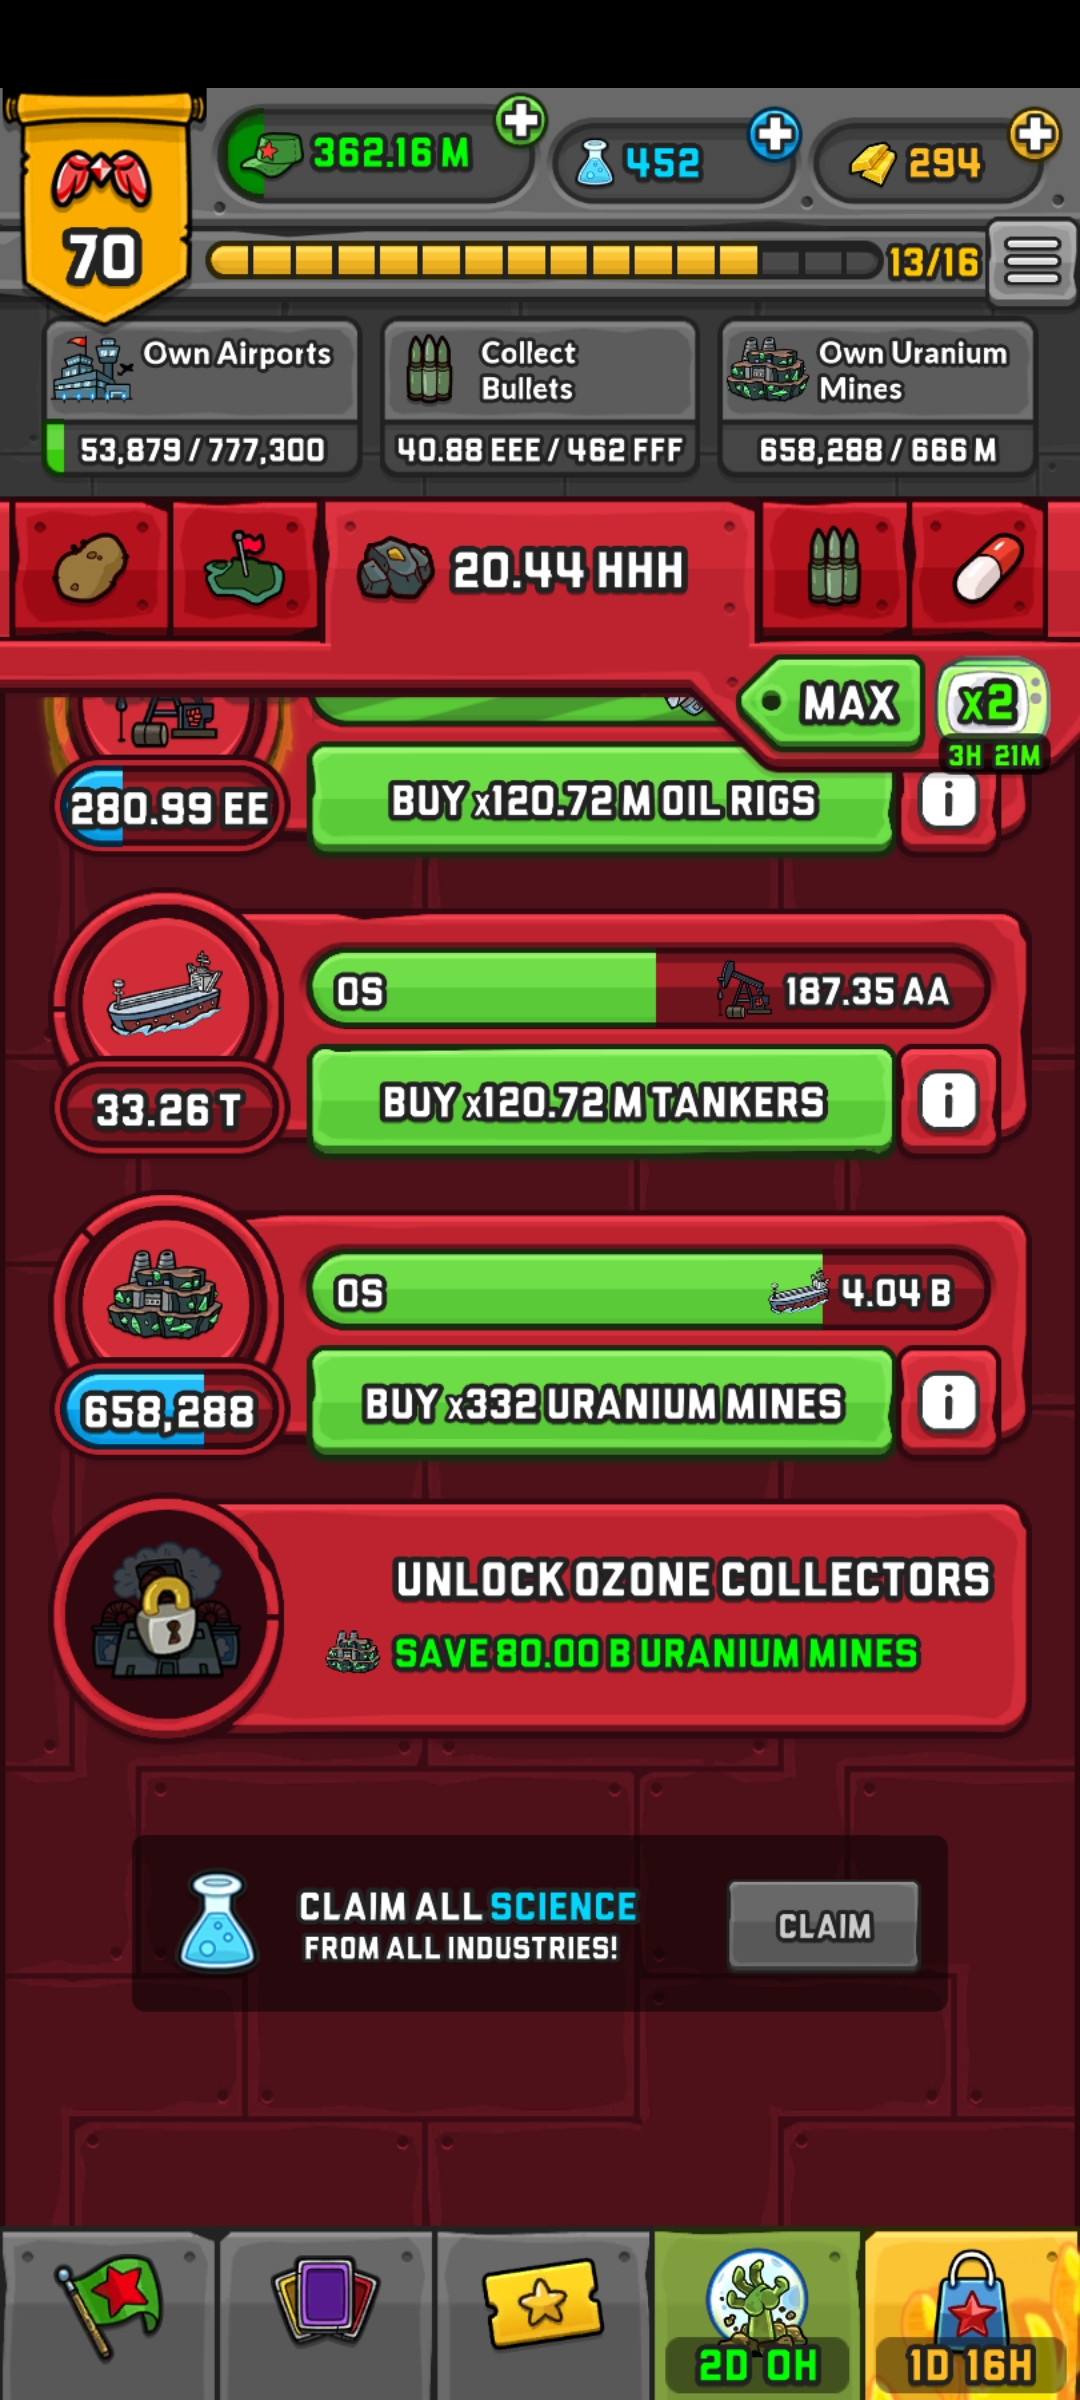 362.16 M
452
294
70
13/16
Own Airports
53,879 / 777,300
Collect
Bullets
40.88 EEE / 462 FFF
Own Uranium
Mines
658,288 / 666 M
20.44 HHH
MAX
x2
3H 21M
280.99 EE
BUY x120.72 M OIL RIGS
i
0S
187.35 AA
33.26 T
BUY x120.72 M TANKERS
i
0S
4.04 B
658,288
BUY x332 URANIUM MINES
i
UNLOCK OZONE COLLECTORS
SAVE 80.00 B URANIUM MINES
CLAIM ALL SCIENCE
FROM ALL INDUSTRIES!
CLAIM
2D 0H
1D 16H